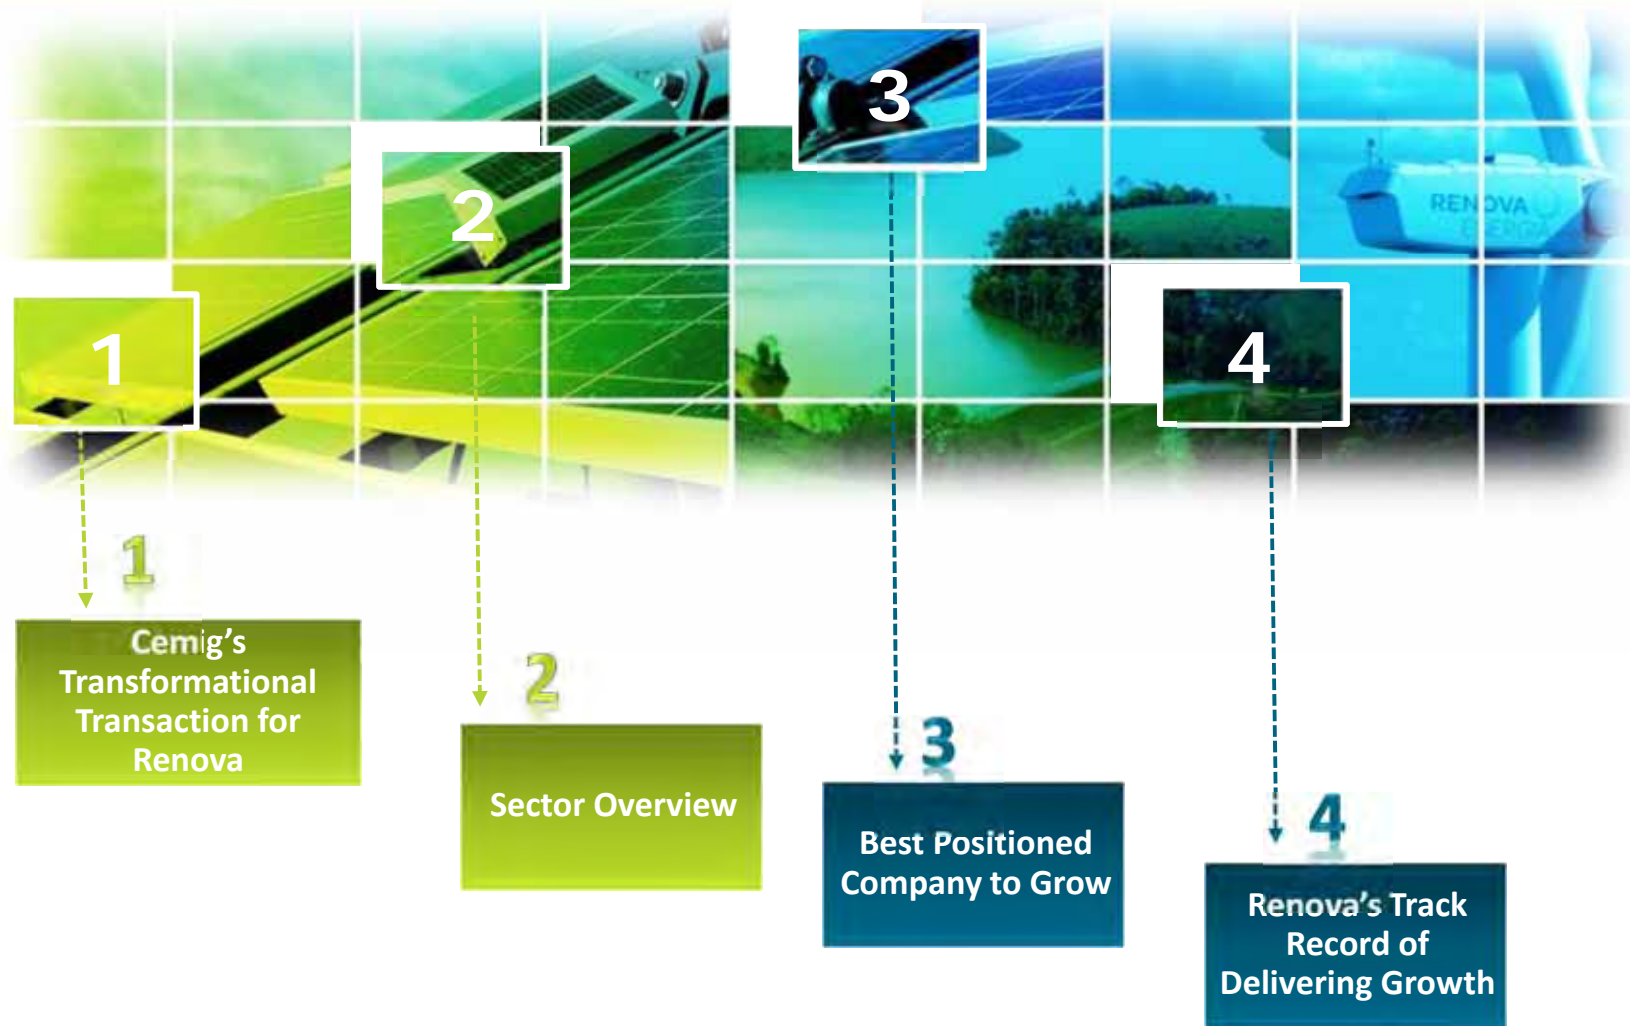 3
2
RENOVA
ENERGIA
1
4
1
Cemig's
Transformational
Transaction for
Renova
2
Sector Overview
3
Best Positioned
Company to Grow
4
Renova's Track
Record of
Delivering Growth